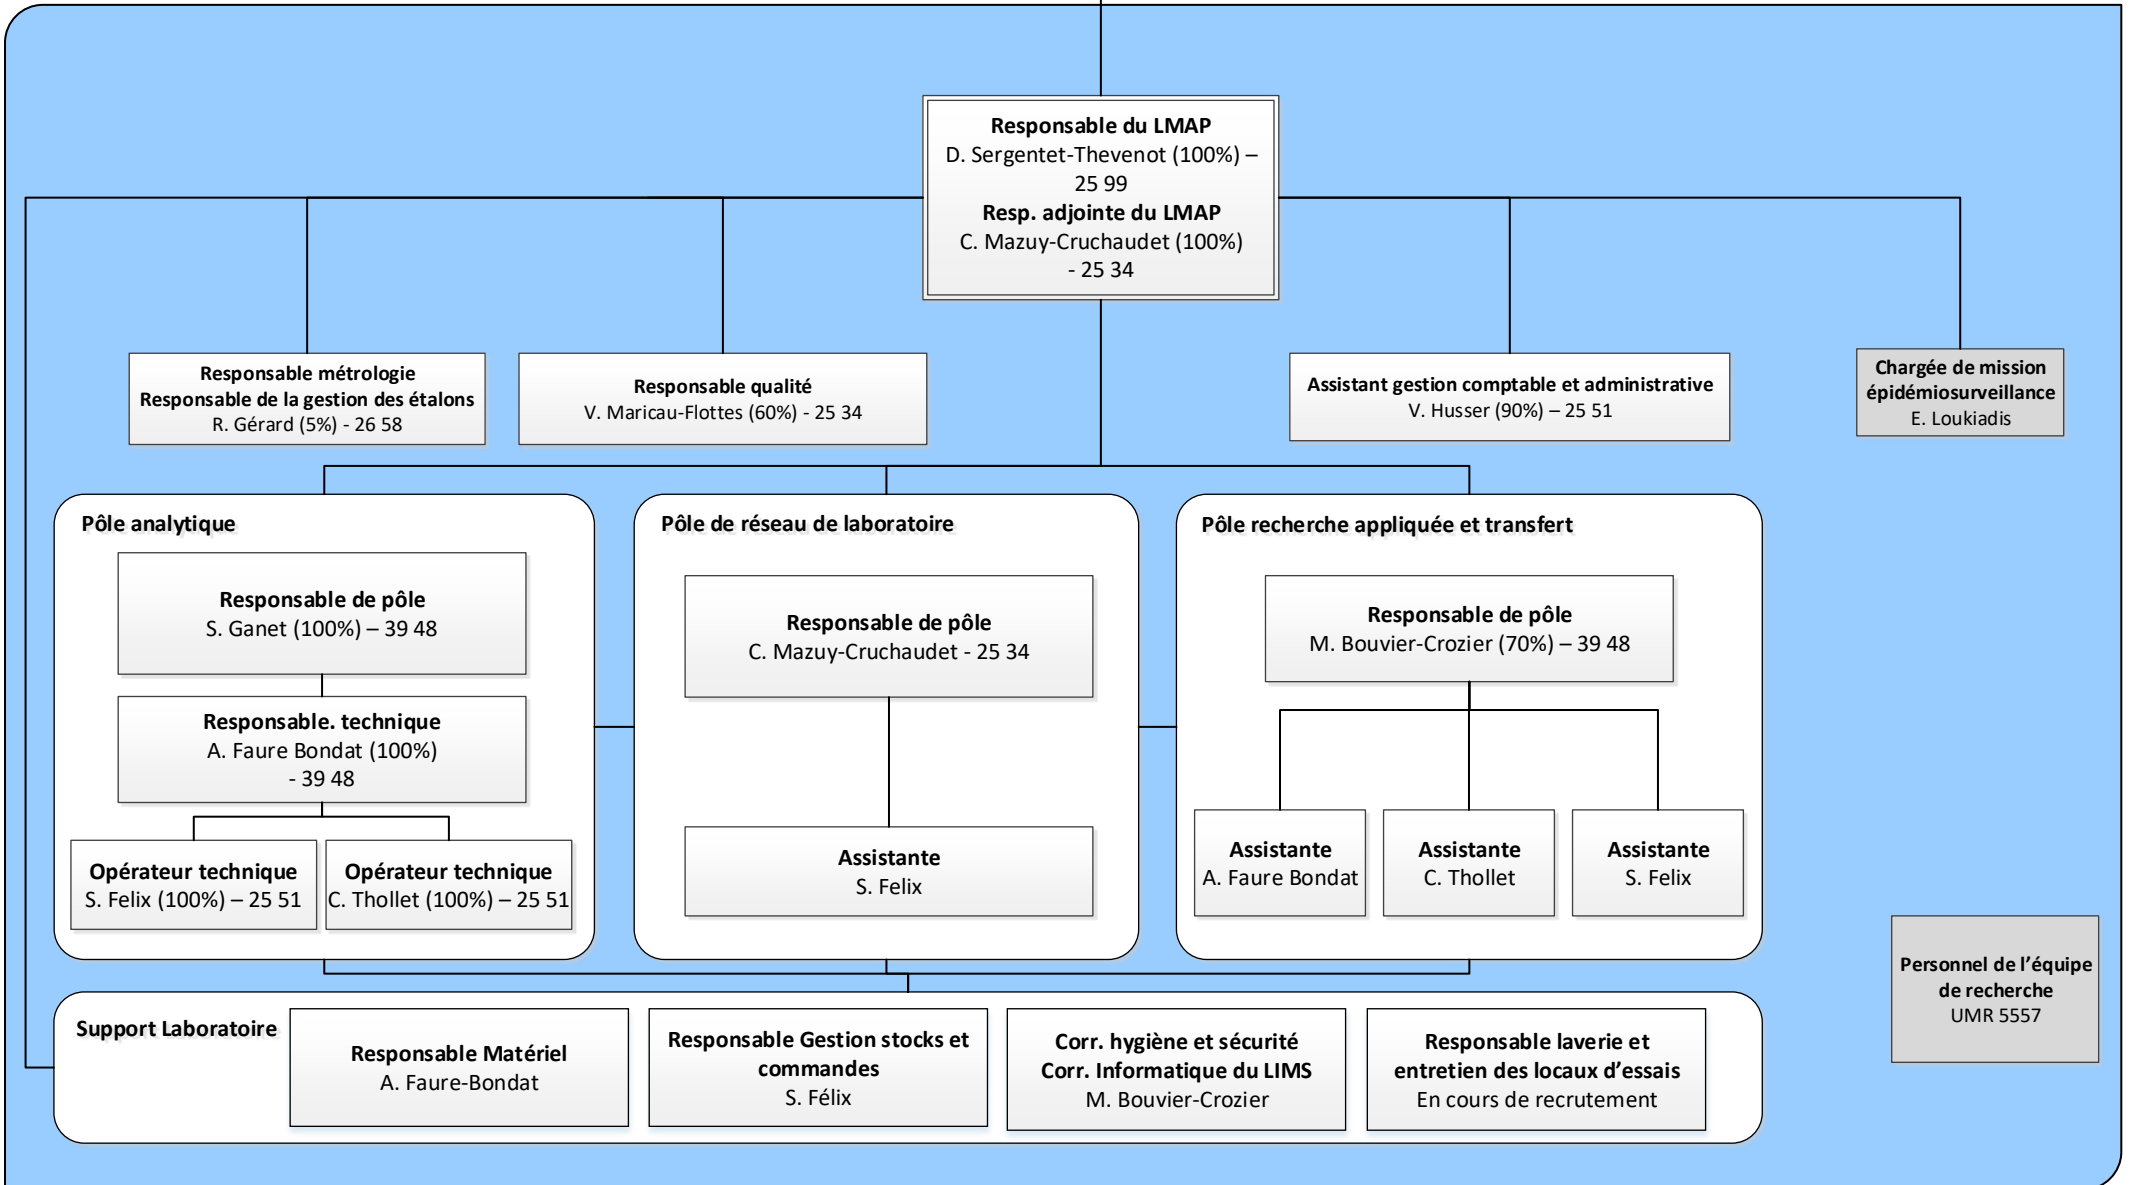 Responsable du LMAP
D. Sergentet-Thevenot (100%) –
25 99
Resp. adjointe du LMAP
C. Mazuy-Cruchaudet (100%)
- 25 34
Responsable métrologie
Responsable de la gestion des étalons
R. Gérard (5%) - 26 58
Responsable qualité
V. Maricau-Flottes (60%) - 25 34
Assistant gestion comptable et administrative
V. Husser (90%) – 25 51
Chargée de mission
épidémiosurveillance
E. Loukiadis
Pôle analytique
Responsable de pôle
S. Ganet (100%) – 39 48
Responsable. technique
A. Faure Bondat (100%)
- 39 48
Opérateur technique
S. Felix (100%) – 25 51
Opérateur technique
C. Thollet (100%) – 25 51
Pôle de réseau de laboratoire
Responsable de pôle
C. Mazuy-Cruchaudet - 25 34
Assistante
S. Felix
Pôle recherche appliquée et transfert
Responsable de pôle
M. Bouvier-Crozier (70%) – 39 48
Assistante
A. Faure Bondat
Assistante
C. Thollet
Assistante
S. Felix
Personnel de l’équipe
de recherche
UMR 5557
Support Laboratoire
Responsable Matériel
A. Faure-Bondat
Responsable Gestion stocks et
commandes
S. Félix
Corr. hygiène et sécurité
Corr. Informatique du LIMS
M. Bouvier-Crozier
Responsable laverie et
entretien des locaux d’essais
En cours de recrutement